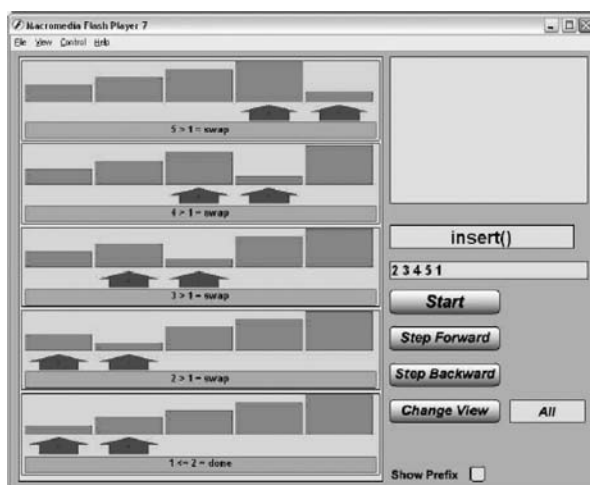 Macromedia Flash Player 7
File View Control Help
5 > 1 = swap
4 > 1 = swap
3 > 1 = swap
2 > 1 = swap
1 <= 2 = done
insert()
2 3 4 5 1
Start
Step Forward
Step Backward
Change View
All
Show Prefix